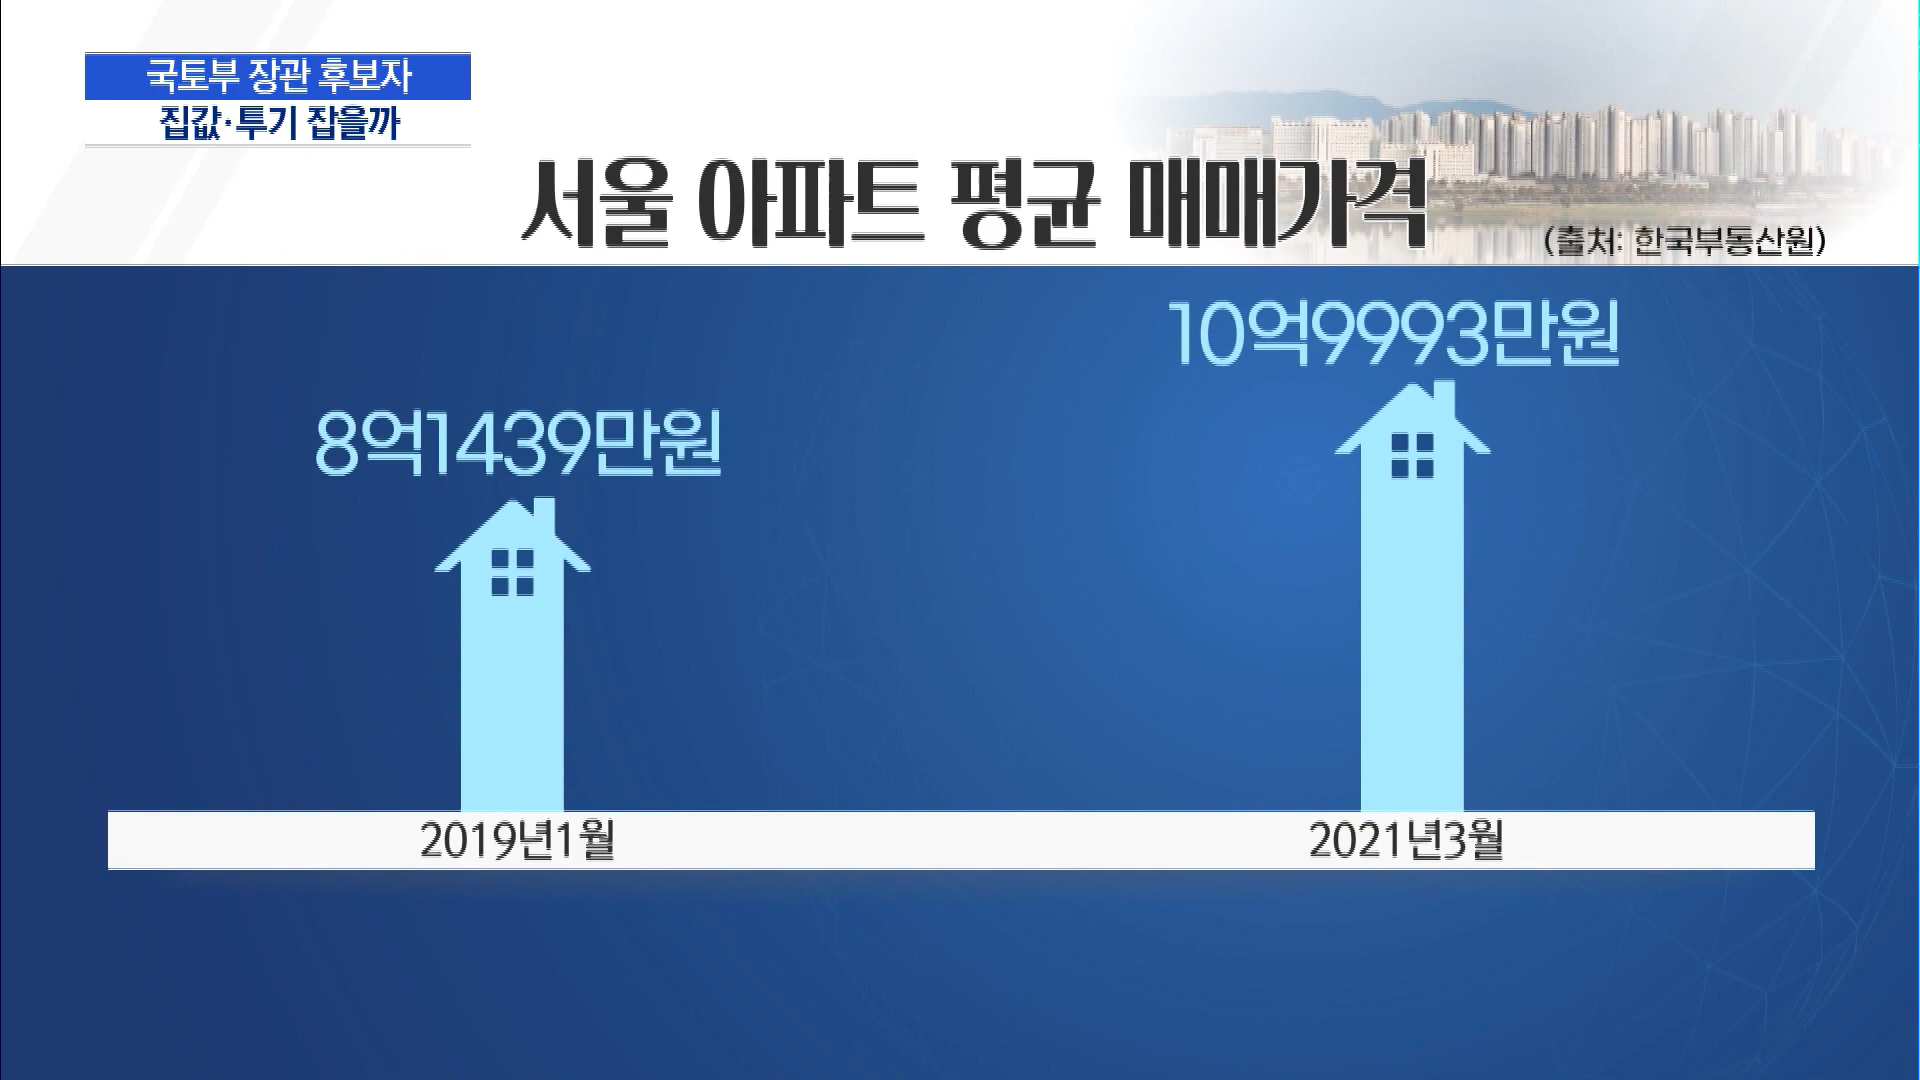 국토부 장관 후보자
집값·투기 잡을까
서울 아파트 평균 매매가격
(출처: 한국부동산원)
10억9993만원
8억1439만원
2019년1월
2021년3월